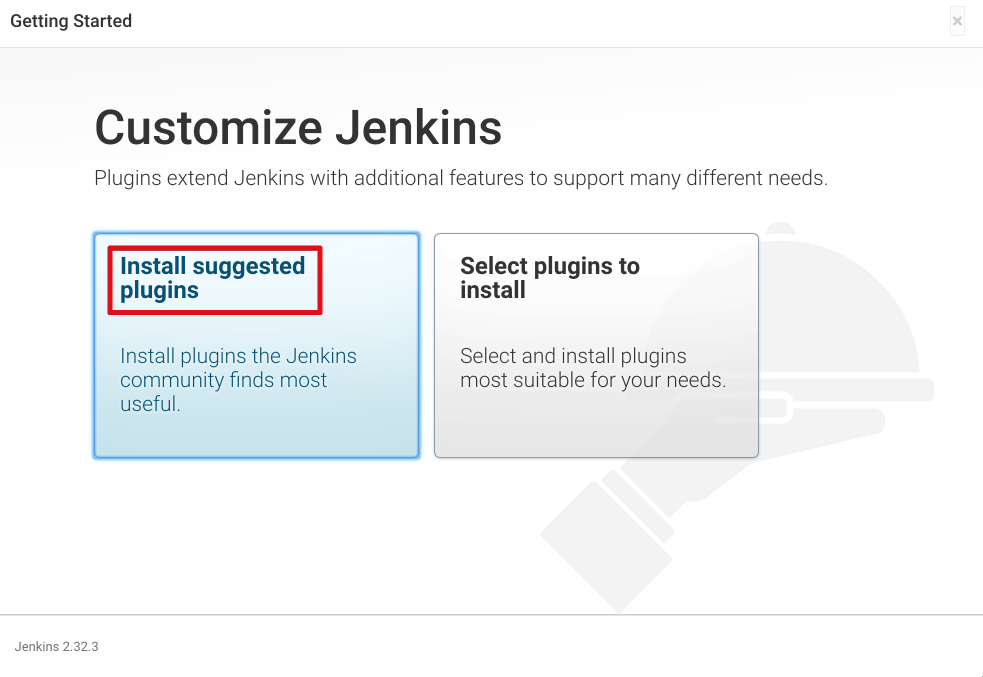 Getting Started
×
Customize Jenkins
Plugins extend Jenkins with additional features to support many different needs.
Install suggested
plugins
Install plugins the Jenkins
community finds most
useful.
Select plugins to
install
Select and install plugins
most suitable for your needs.
Jenkins 2.32.3